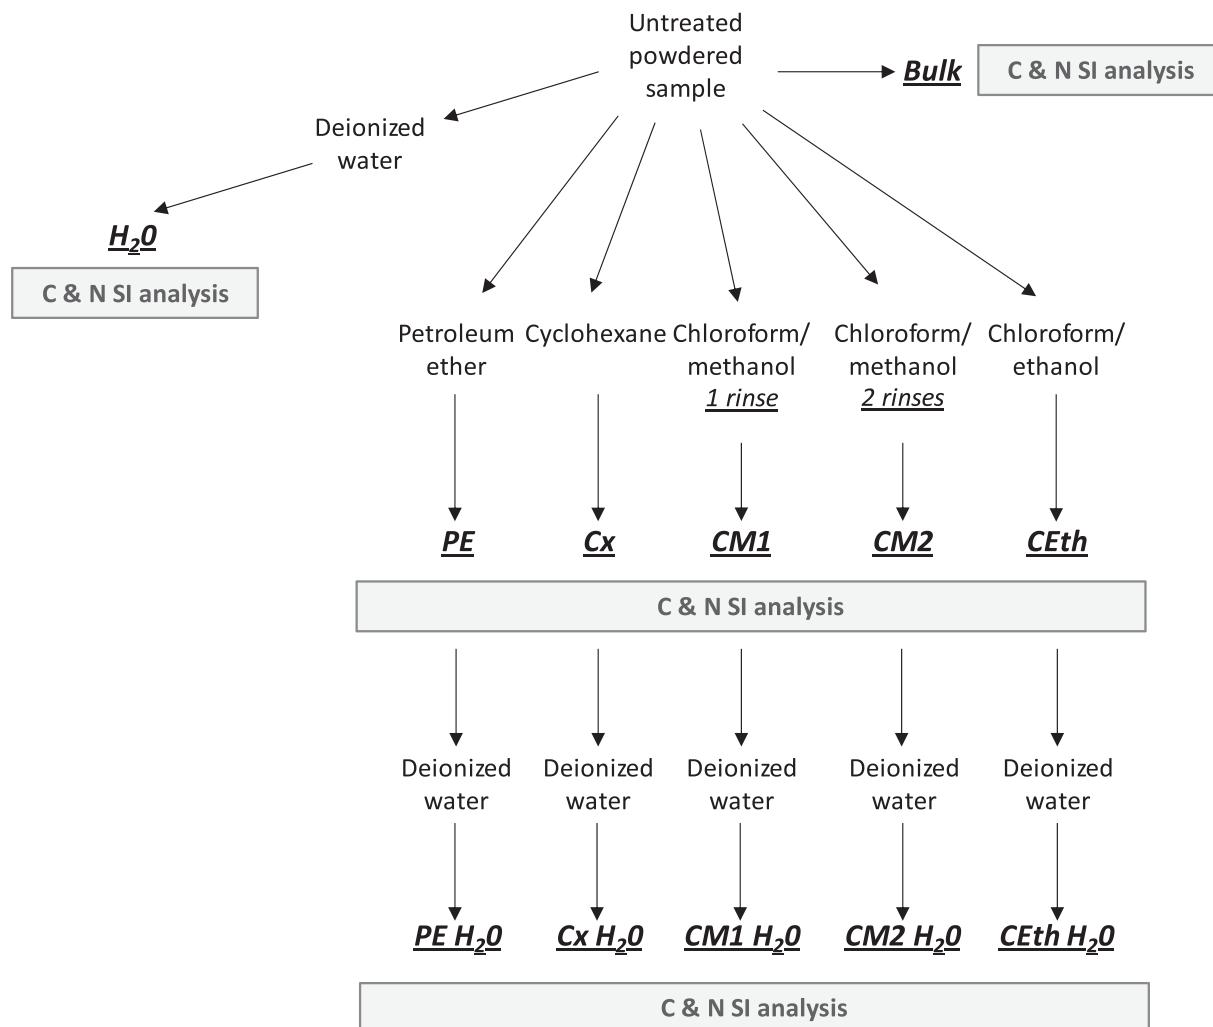 Untreated
powdered
sample
Bulk
C & N SI analysis
Deionized
water
H₂0
C & N SI analysis
Petroleum
ether
Cyclohexane
Chloroform/
methanol
1 rinse
Chloroform/
methanol
2 rinses
Chloroform/
ethanol
PE
Cx
CM1
CM2
CEth
C & N SI analysis
Deionized
water
Deionized
water
Deionized
water
Deionized
water
Deionized
water
PE H₂0
Cx H₂0
CM1 H₂0
CM2 H₂0
CEth H₂0
C & N SI analysis